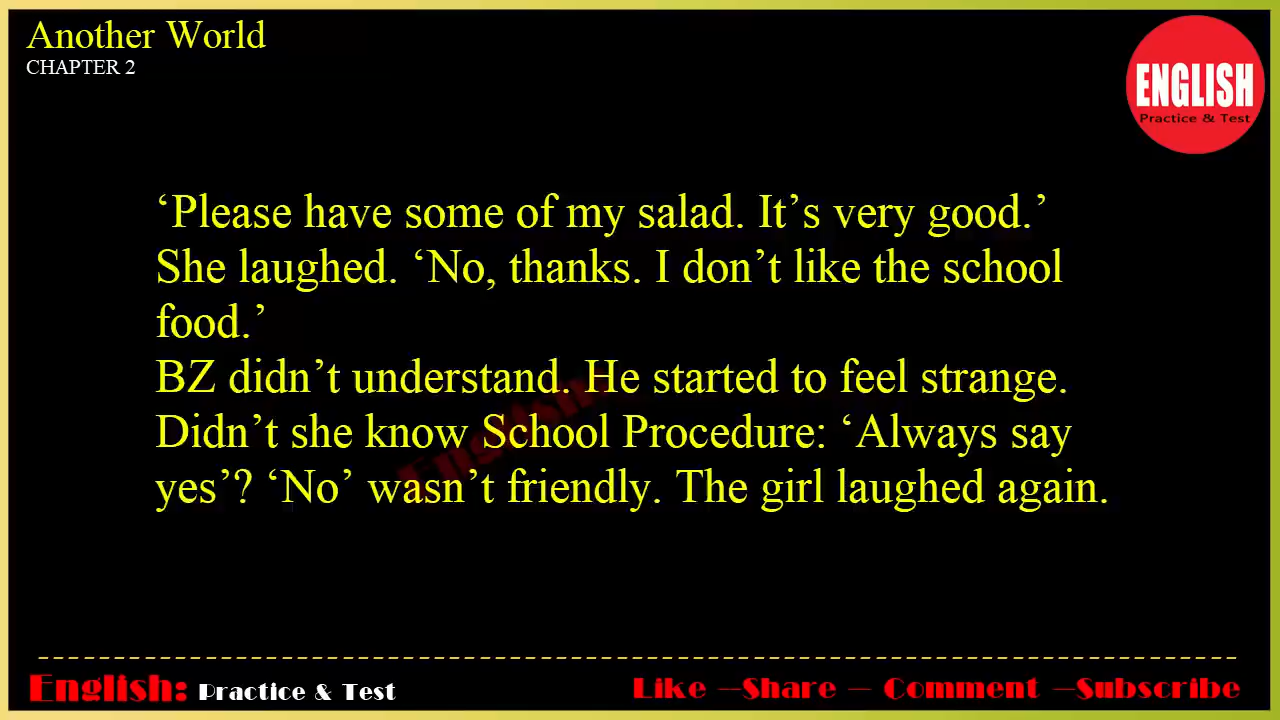 Another World
CHAPTER 2
ENGLISH
Practice & Test
‘Please have some of my salad. It’s very good.’
She laughed. ‘No, thanks. I don’t like the school
food.’
BZ didn’t understand. He started to feel strange.
Didn’t she know School Procedure: ‘Always say
yes’? ‘No’ wasn’t friendly. The girl laughed again.
English:
English: Practice & Test
Like — Share — Comment — Subscribe